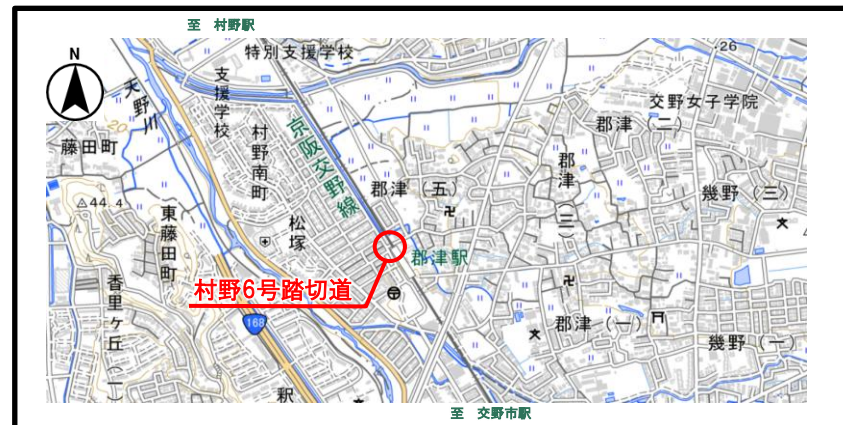 至 村野駅
N
特別支援学校
支援学校
天野川
20
藤田町
村野南町
京阪交野線
26
交野女子学院
郡津(二)
郡津(三)
郡津(五)
幾野(三)
44.4
東藤田町
松塚
郡津駅
村野6号踏切道
香里ケ丘(一)
168
郡津(一)
幾野(一)
釈
至 交野市駅